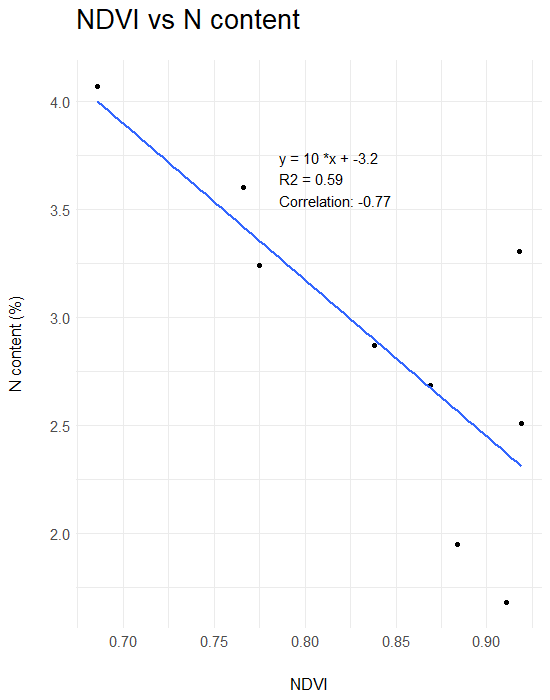 NDVI vs N content
y = 10 *x + -3.2
R2 = 0.59
Correlation: -0.77
N content (%)
4.0
3.5
3.0
2.5
2.0
0.70 0.75 0.80 0.85 0.90
NDVI